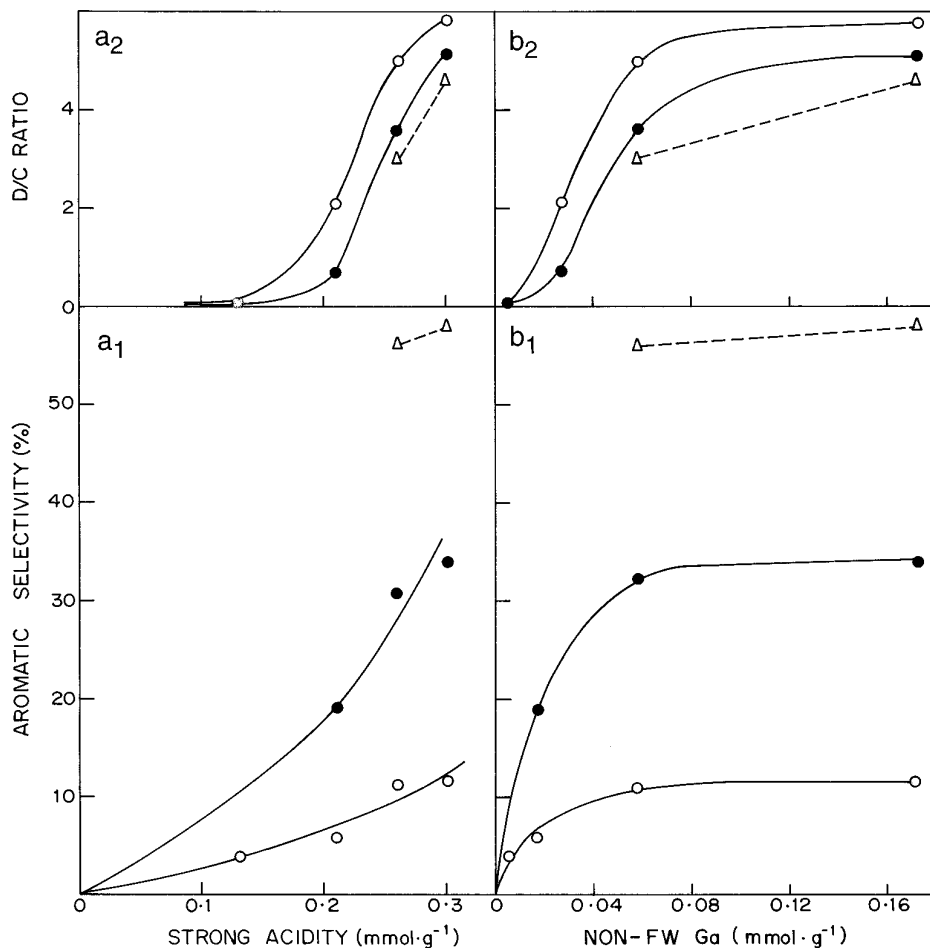 a₂
b₂
D/C RATIO
4
2
0
a₁
b₁
AROMATIC SELECTIVITY (%)
50
40
30
20
10
0
0·1
0·2
0·3
0
0·04
0·08
0·12
0·16
STRONG ACIDITY (mmol·g⁻¹)
NON-FW Ga (mmol·g⁻¹)